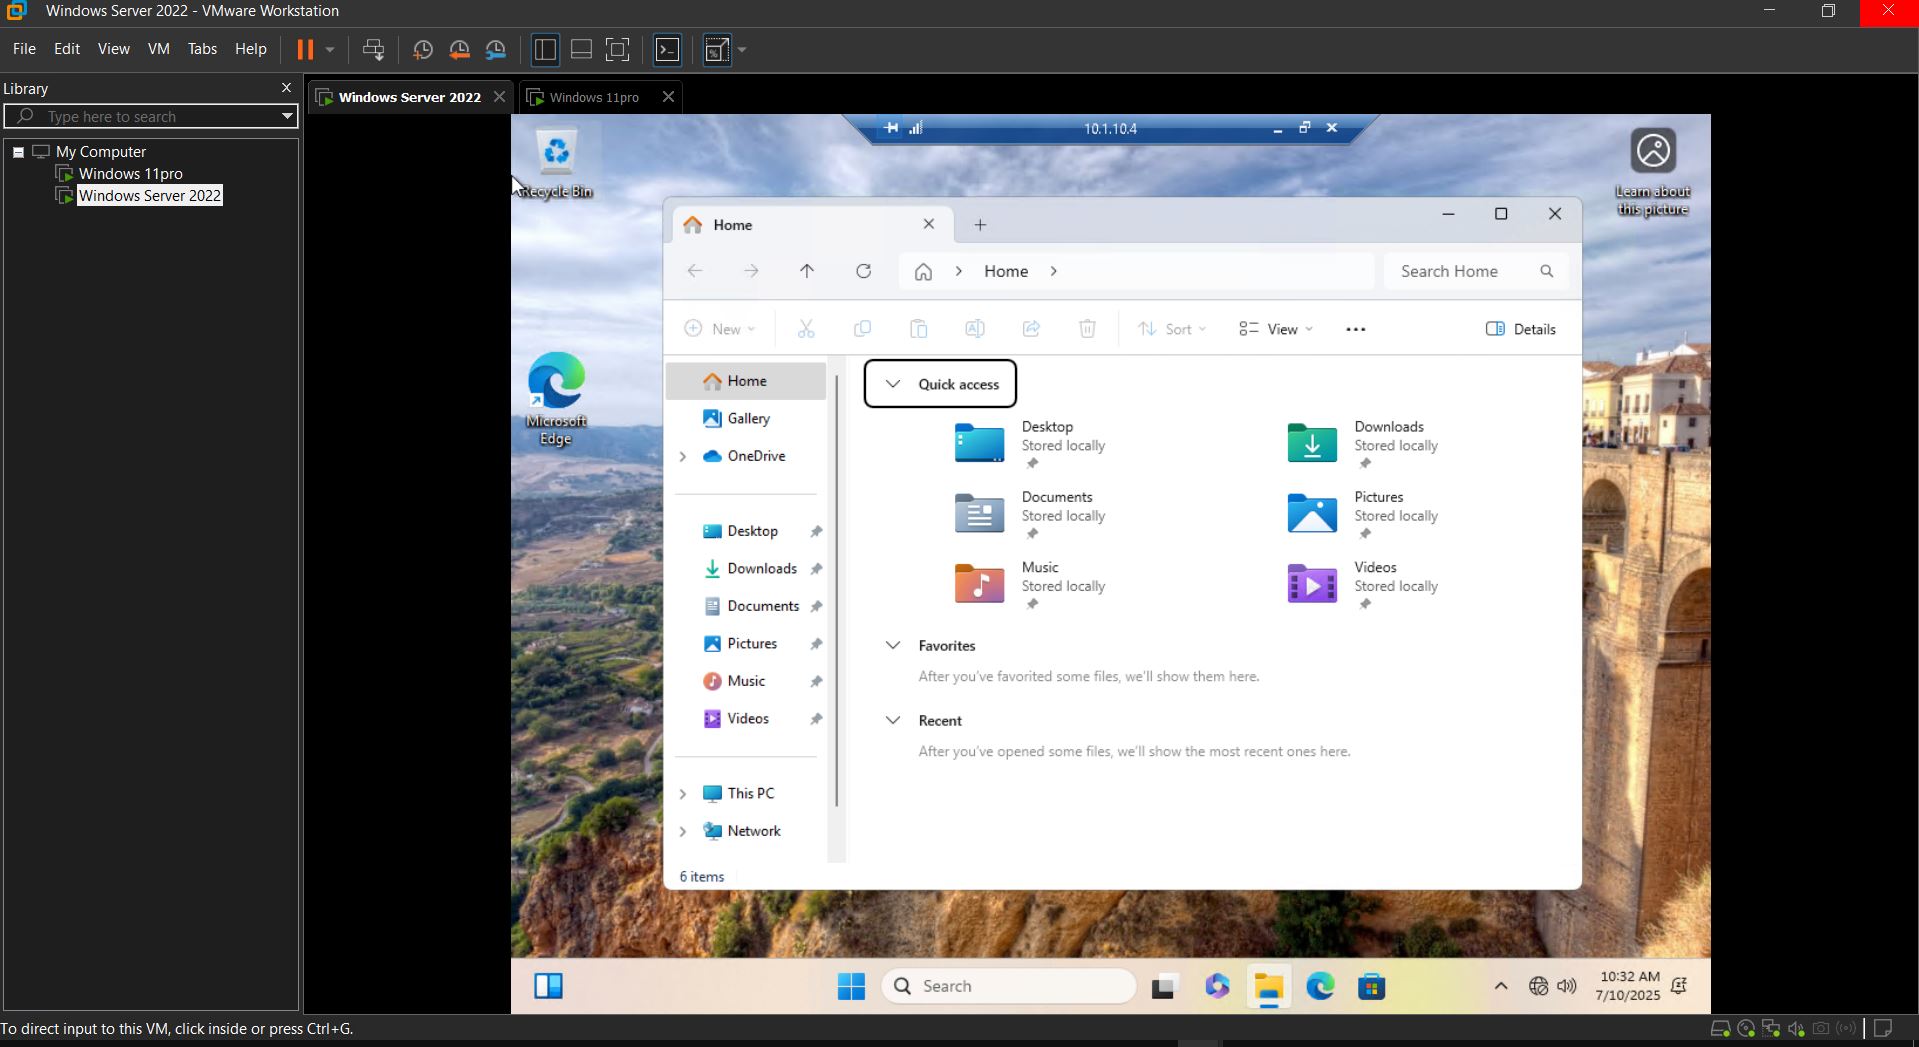 Windows Server 2022 - VMware Workstation
File Edit View VM Tabs Help
Library
Type here to search
My Computer
Windows 11pro
Windows Server 2022
Windows Server 2022
Windows 11pro
10.1.10.4
Recycle Bin
Learn about
this picture
Microsoft
Edge
Home
Home
Search Home
New
Sort
View
Details
Home
Gallery
OneDrive
Desktop
Downloads
Documents
Pictures
Music
Videos
This PC
Network
Quick access
Desktop
Stored locally
Downloads
Stored locally
Documents
Stored locally
Pictures
Stored locally
Music
Stored locally
Videos
Stored locally
Favorites
After you've favorited some files, we'll show them here.
Recent
After you've opened some files, we'll show the most recent ones here.
6 items
Search
10:32 AM
7/10/2025
To direct input to this VM, click inside or press Ctrl+G.